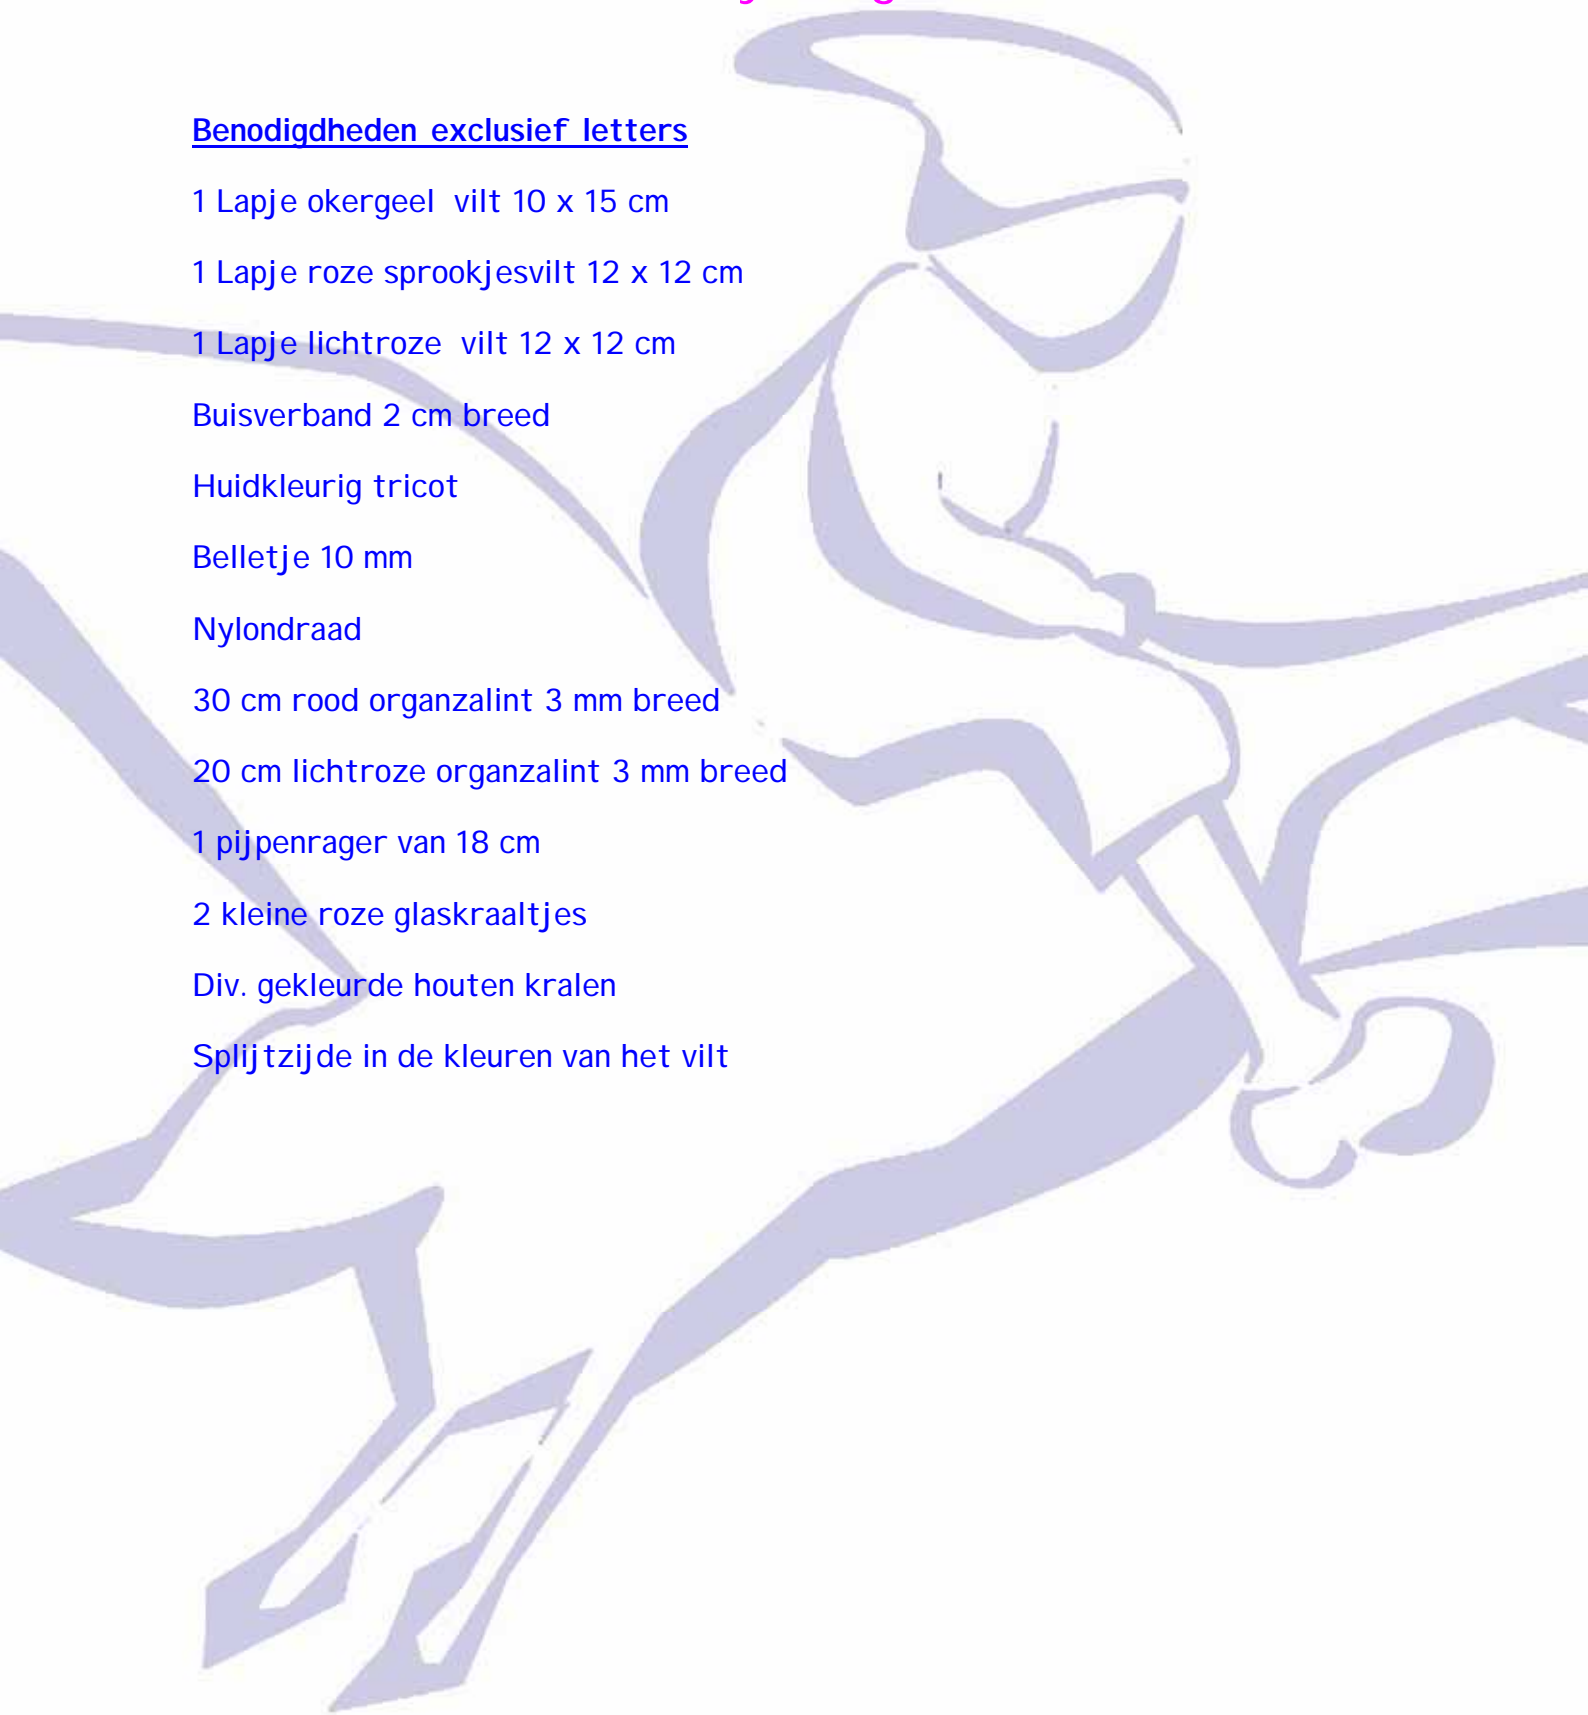 Benodigdheden exclusief letters
1 Lapje okergeel vilt 10 x 15 cm
1 Lapje roze sprookjesvilt 12 x 12 cm
1 Lapje lichtroze vilt 12 x 12 cm
Buisverband 2 cm breed
Huidkleurig tricot
Belletje 10 mm
Nylondraad
30 cm rood organzalint 3 mm breed
20 cm lichtroze organzalint 3 mm breed
1 pijpenrager van 18 cm
2 kleine roze glaskraaltjes
Div. gekleurde houten kralen
Splijtzijde in de kleuren van het vilt